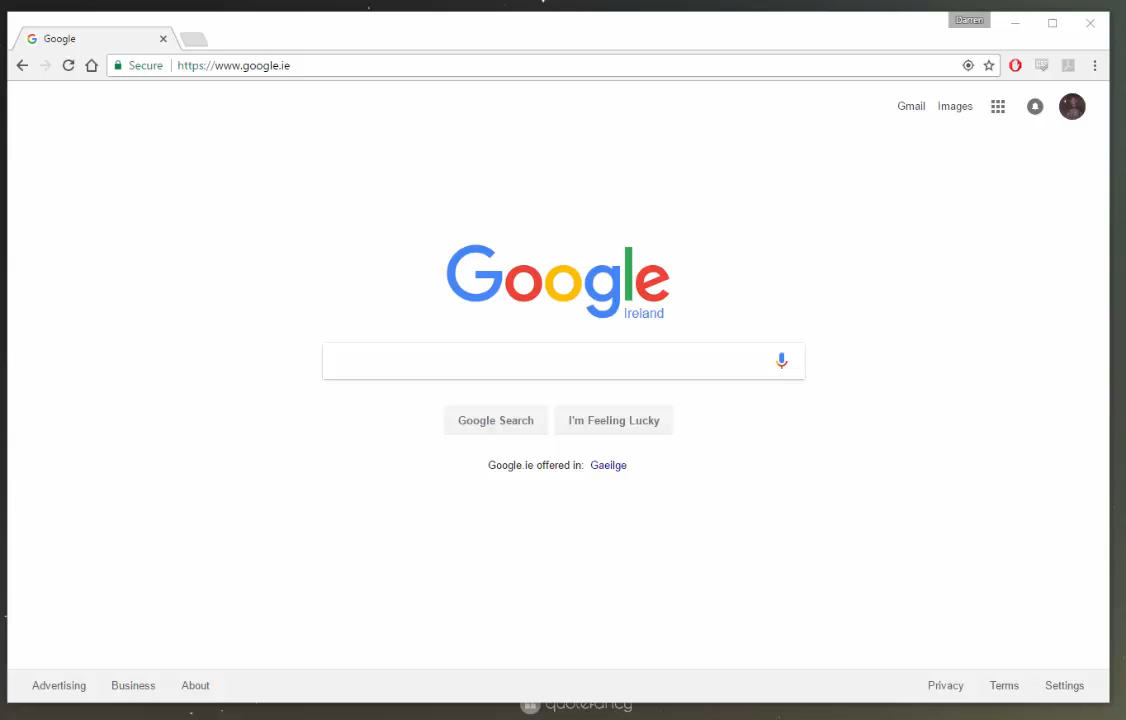 Darren
Google
Secure https://www.google.ie
Gmail Images
Google
Ireland
Google Search I'm Feeling Lucky
Google.ie offered in: Gaeilge
Advertising Business About Privacy Terms Settings
quotefancy